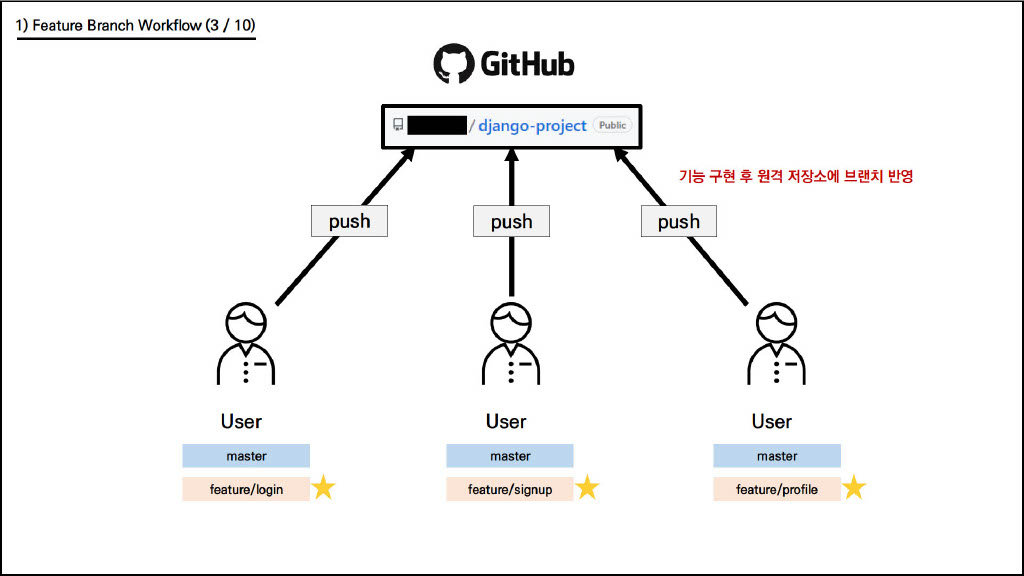 1) Feature Branch Workflow (3 / 10)
GitHub
/ django-project Public
기능 구현 후 원격 저장소에 브랜치 반영
push push push
User User User
master master master
feature/login feature/signup feature/profile